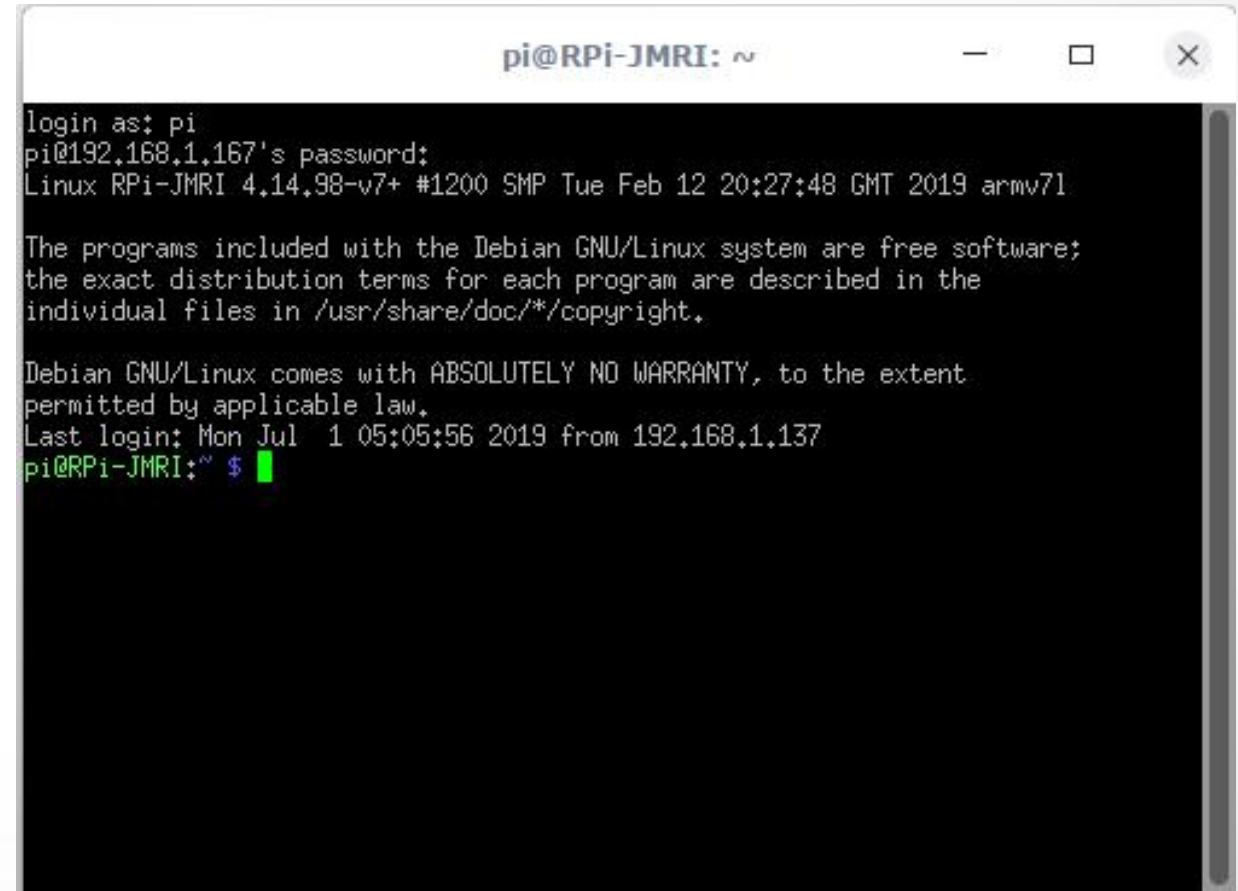 pi@RPi-JMRI: ~
login as: pi
pi@192.168.1.167's password:
Linux RPi-JMRI 4.14.98-v7+ #1200 SMP Tue Feb 12 20:27:48 GMT 2019 armv7l
The programs included with the Debian GNU/Linux system are free software;
the exact distribution terms for each program are described in the
individual files in /usr/share/doc/*/copyright.
Debian GNU/Linux comes with ABSOLUTELY NO WARRANTY, to the extent
permitted by applicable law.
Last login: Mon Jul  1 05:05:56 2019 from 192.168.1.137
pi@RPi-JMRI:~ $